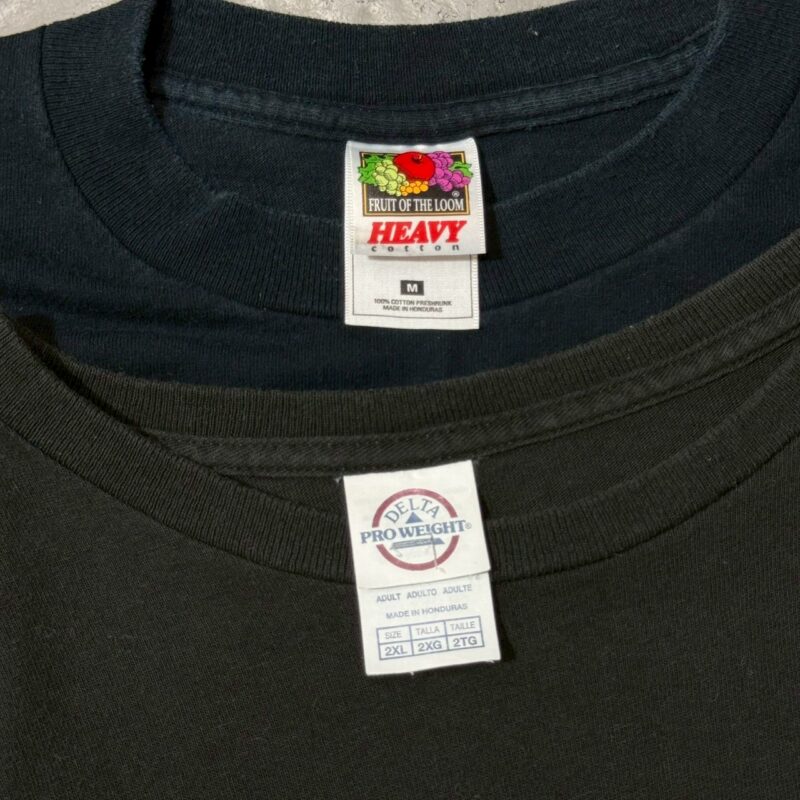 FRUIT OF THE LOOM ®
HEAVY
cotton
M
100% COTTON PRESHRUNK
MADE IN HONDURAS
DELTA
PRO WEIGHT®
ADULT ADULTO ADULTE
MADE IN HONDURAS
SIZE TALLA TAILLE
2XL 2XG 2TG